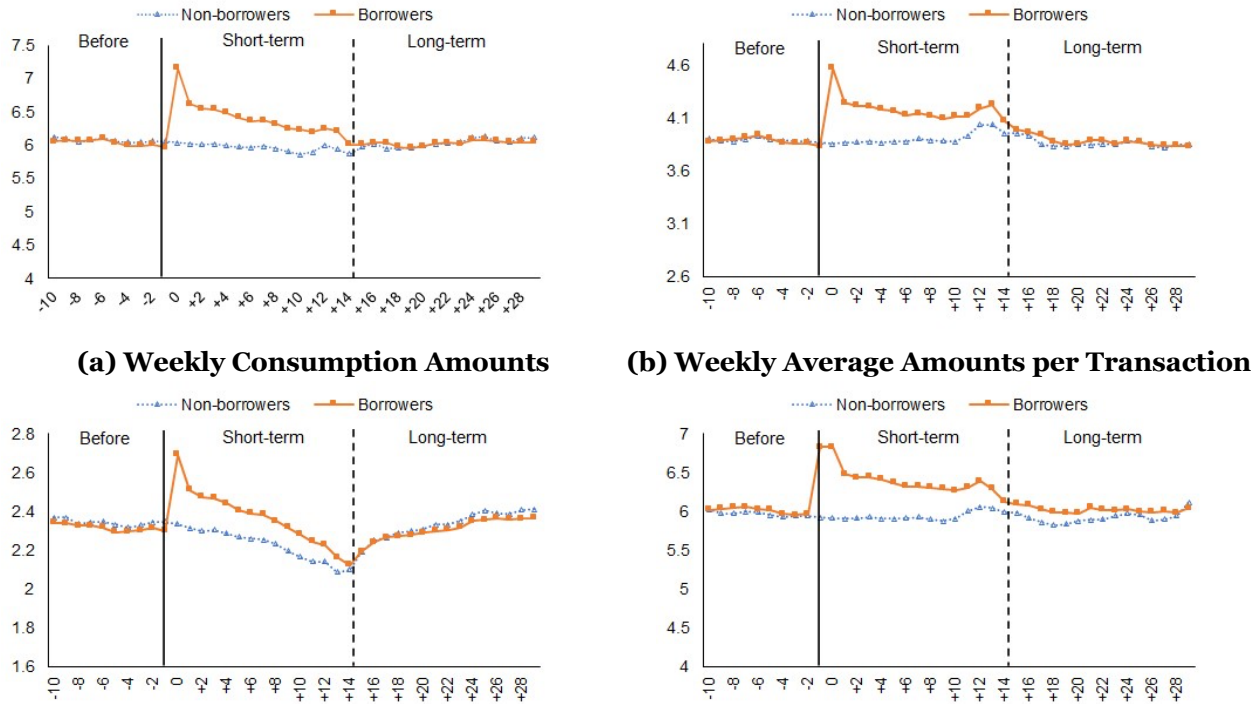 Non-borrowers Borrowers
Before Short-term Long-term
7.5
7
6.5
6
5.5
5
4.5
4
-10 -8 -6 -4 -2 0 +2 +4 +6 +8 +10 +12 +14 +16 +18 +20 +22 +24 +26 +28
Non-borrowers Borrowers
Before Short-term Long-term
4.6
4.1
3.6
3.1
2.6
-10 -8 -6 -4 -2 0 +2 +4 +6 +8 +10 +12 +14 +16 +18 +20 +22 +24 +26 +28
(a) Weekly Consumption Amounts
(b) Weekly Average Amounts per Transaction
Non-borrowers Borrowers
Before Short-term Long-term
2.8
2.6
2.4
2.2
2
1.8
1.6
-10 -8 -6 -4 -2 0 +2 +4 +6 +8 +10 +12 +14 +16 +18 +20 +22 +24 +26 +28
Non-borrowers Borrowers
Before Short-term Long-term
7
6.5
6
5.5
5
4.5
4
-10 -8 -6 -4 -2 0 +2 +4 +6 +8 +10 +12 +14 +16 +18 +20 +22 +24 +26 +28